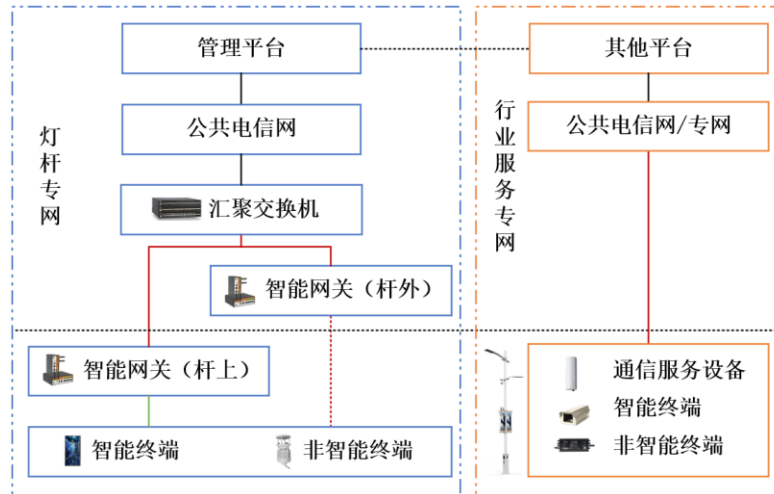 管理平台
其他平台
灯杆专网
公共电信网
行业服务专网
公共电信网/专网
汇聚交换机
智能网关（杆外）
智能网关（杆上）
智能终端
非智能终端
通信服务设备
智能终端
非智能终端